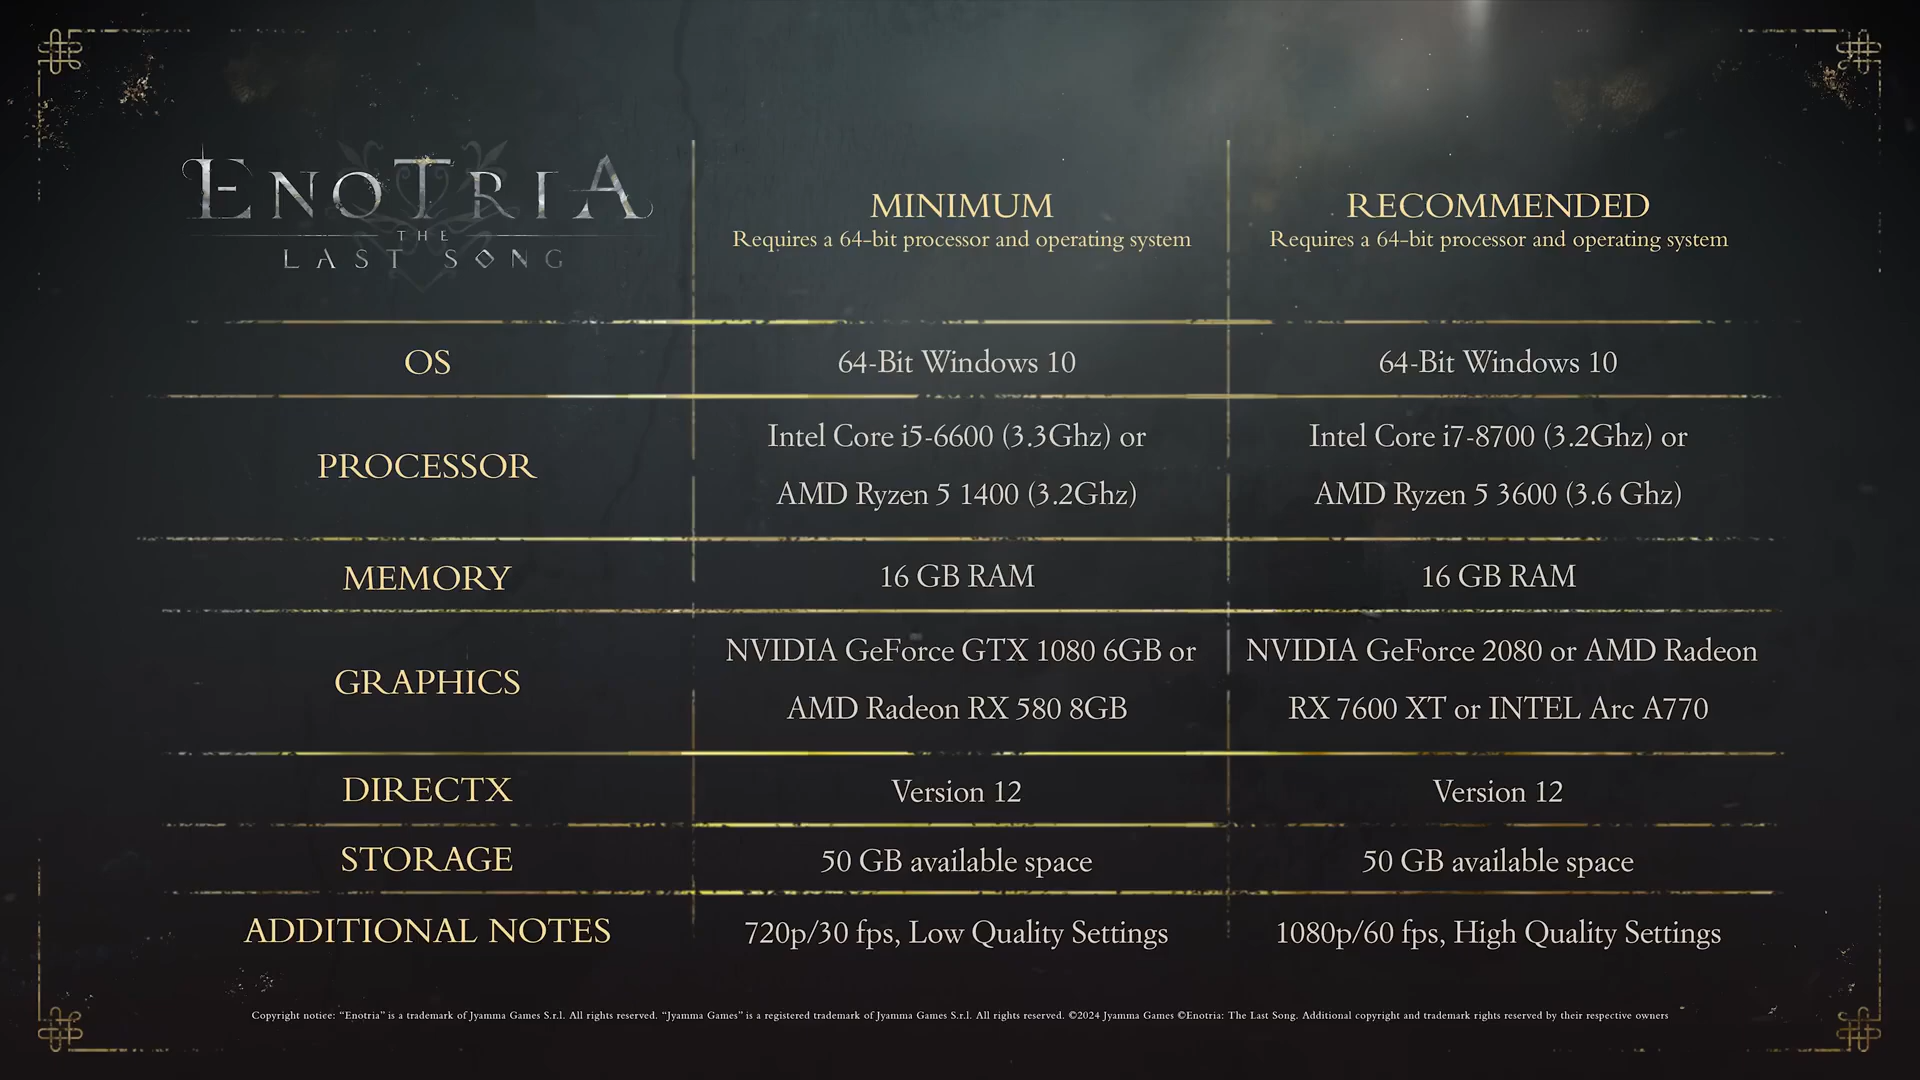 ENOTRIA
THE
LAST SONG
MINIMUM
Requires a 64-bit processor and operating system
RECOMMENDED
Requires a 64-bit processor and operating system
OS
64-Bit Windows 10
64-Bit Windows 10
PROCESSOR
Intel Core i5-6600 (3.3Ghz) or
AMD Ryzen 5 1400 (3.2Ghz)
Intel Core i7-8700 (3.2Ghz) or
AMD Ryzen 5 3600 (3.6 Ghz)
MEMORY
16 GB RAM
16 GB RAM
GRAPHICS
NVIDIA GeForce GTX 1080 6GB or
AMD Radeon RX 580 8GB
NVIDIA GeForce 2080 or AMD Radeon
RX 7600 XT or INTEL Arc A770
DIRECTX
Version 12
Version 12
STORAGE
50 GB available space
50 GB available space
ADDITIONAL NOTES
720p/30 fps, Low Quality Settings
1080p/60 fps, High Quality Settings
Copyright notice: “Enotria” is a trademark of Jyamma Games S.r.l. All rights reserved. “Jyamma Games” is a registered trademark of Jyamma Games S.r.l. All rights reserved. ©2024 Jyamma Games ©Enotria: The Last Song. Additional copyright and trademark rights reserved by their respective owners